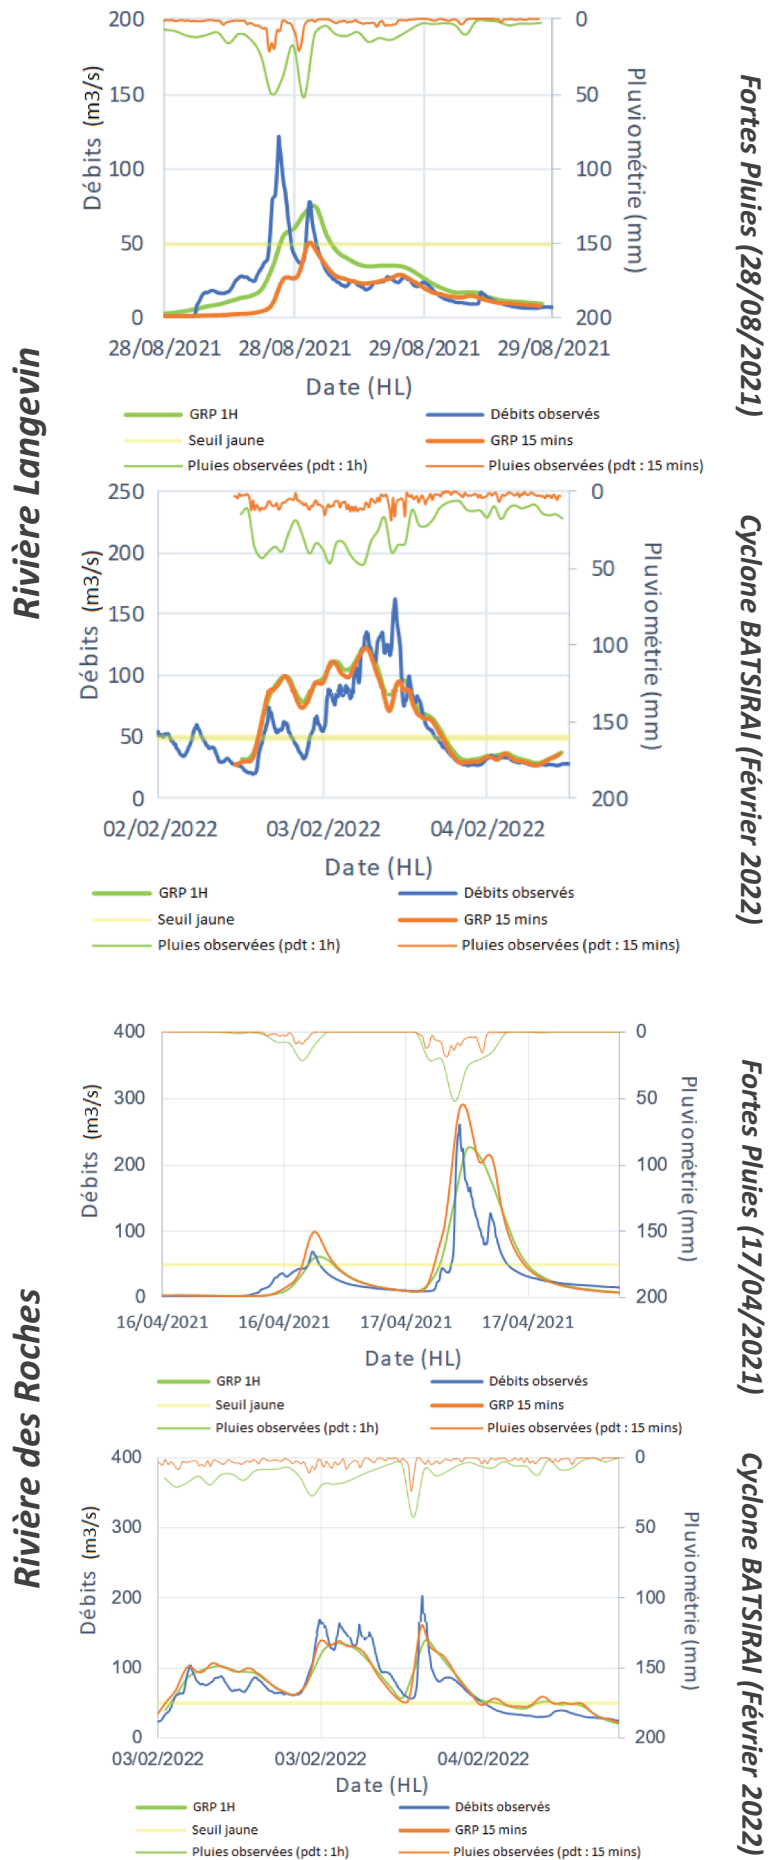 Rivière Langevin
Fortes Pluies (28/08/2021)
Débits (m3/s)
200
150
100
50
0
Pluviométrie (mm)
0
50
100
150
200
28/08/2021 28/08/2021 29/08/2021 29/08/2021
Date (HL)
GRP 1H Débits observés
Seuil jaune GRP 15 mins
Pluies observées (pdt : 1h) Pluies observées (pdt : 15 mins)
Cyclone BATSIRAI (Février 2022)
Débits (m3/s)
250
200
150
100
50
0
Pluviométrie (mm)
0
50
100
150
200
02/02/2022 03/02/2022 04/02/2022
Date (HL)
GRP 1H Débits observés
Seuil jaune GRP 15 mins
Pluies observées (pdt : 1h) Pluies observées (pdt : 15 mins)
Rivière des Roches
Fortes Pluies (17/04/2021)
Débits (m3/s)
400
300
200
100
0
Pluviométrie (mm)
0
50
100
150
200
16/04/2021 16/04/2021 17/04/2021 17/04/2021
Date (HL)
GRP 1H Débits observés
Seuil jaune GRP 15 mins
Pluies observées (pdt : 1h) Pluies observées (pdt : 15 mins)
Cyclone BATSIRAI (Février 2022)
Débits (m3/s)
400
300
200
100
0
Pluviométrie (mm)
0
50
100
150
200
03/02/2022 03/02/2022 04/02/2022
Date (HL)
GRP 1H Débits observés
Seuil jaune GRP 15 mins
Pluies observées (pdt : 1h) Pluies observées (pdt : 15 mins)